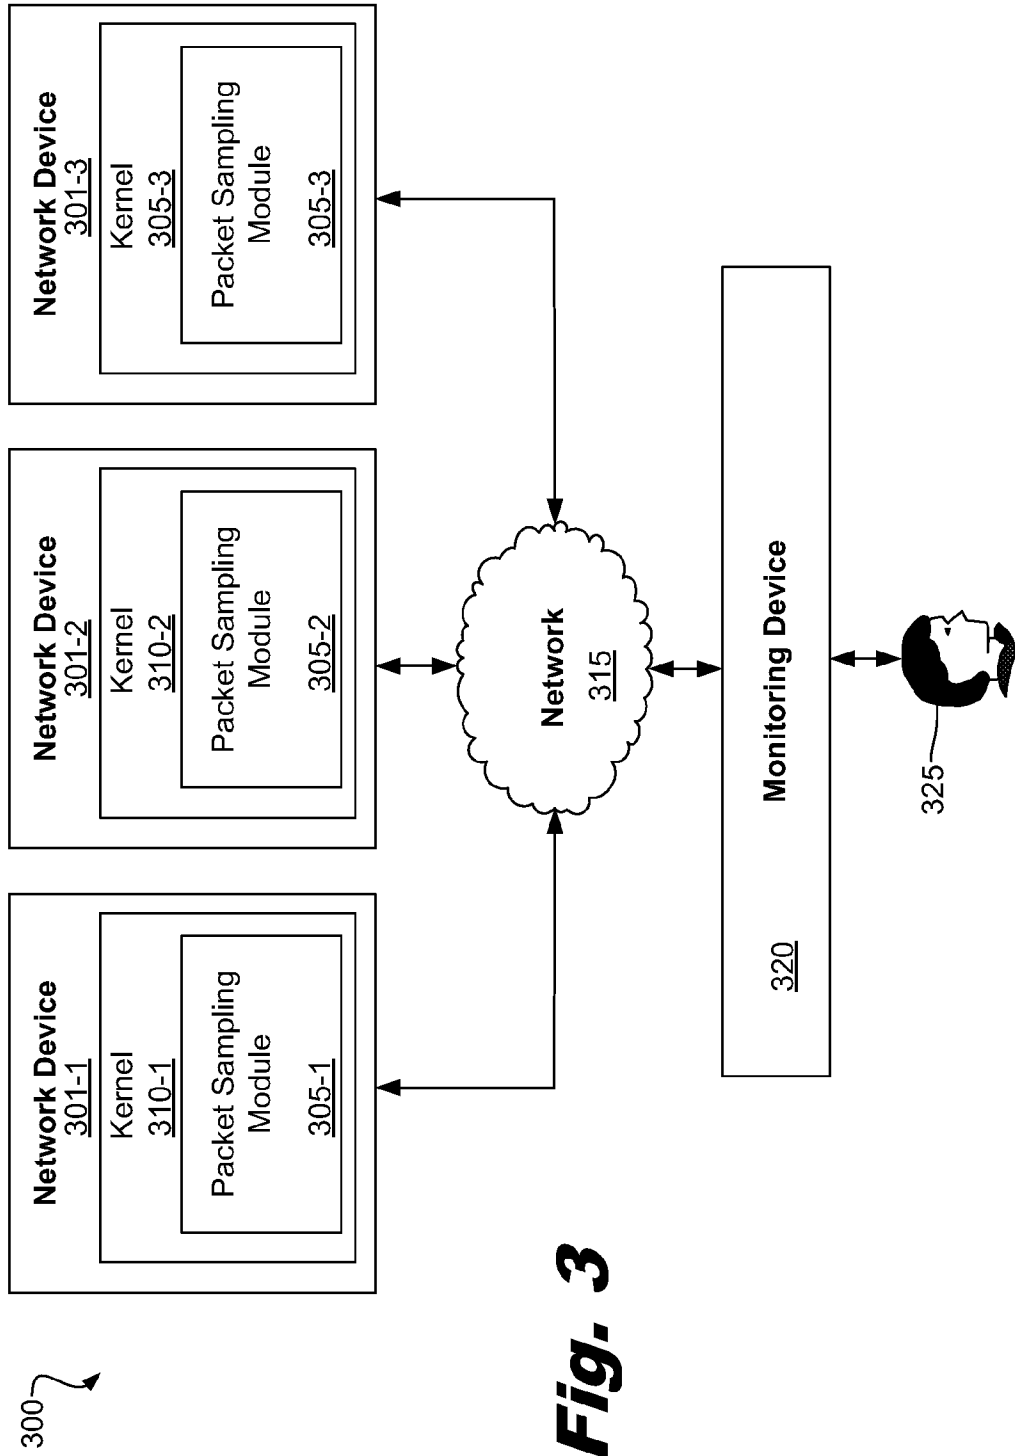 300
Network Device
301-1
Kernel
310-1
Packet Sampling
Module
305-1
Network Device
301-2
Kernel
310-2
Packet Sampling
Module
305-2
Network Device
301-3
Kernel
305-3
Packet Sampling
Module
305-3
Network
315
320
Monitoring Device
325
Fig. 3